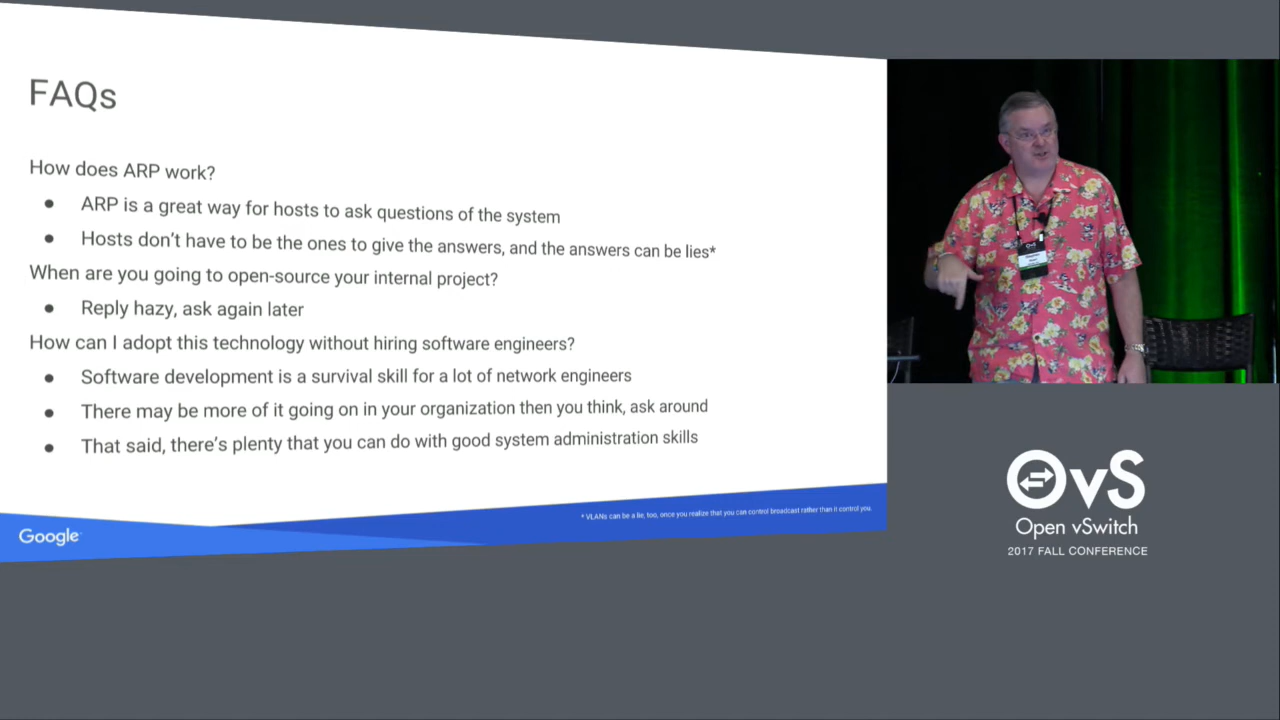 FAQs
How does ARP work?
● ARP is a great way for hosts to ask questions of the system
● Hosts don't have to be the ones to give the answers, and the answers can be lies*
When are you going to open-source your internal project?
● Reply hazy, ask again later
How can I adopt this technology without hiring software engineers?
● Software development is a survival skill for a lot of network engineers
● There may be more of it going on in your organization then you think, ask around
● That said, there's plenty that you can do with good system administration skills
* VLANs can be a lie, too, once you realize that you can control broadcast rather than it control you.
Google
OvS
Open vSwitch
2017 FALL CONFERENCE